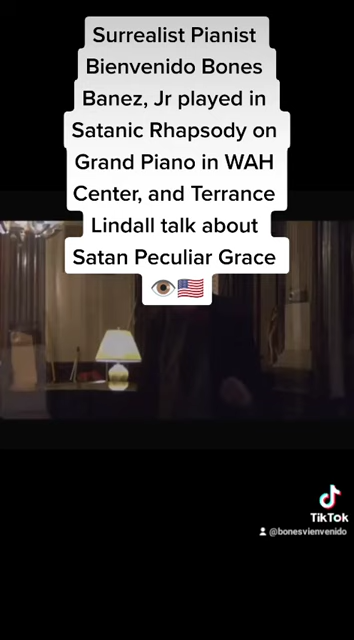 Surrealist Pianist
Bienvenido Bones
Banez, Jr played in
Satanic Rhapsody on
Grand Piano in WAH
Center, and Terrance
Lindall talk about
Satan Peculiar Grace
👁️🇺🇸
TikTok
@bonesvienvenido